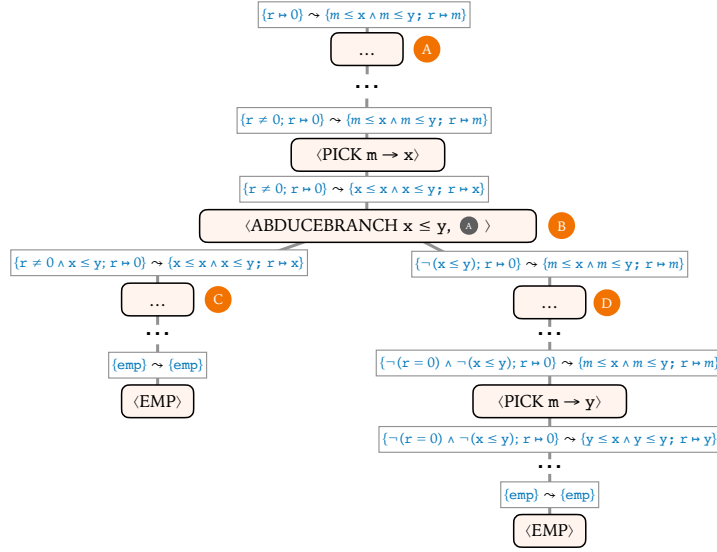 {r ↦ 0} ⤳ {m ≤ x ∧ m ≤ y; r ↦ m}
... A
...
{r ≠ 0; r ↦ 0} ⤳ {m ≤ x ∧ m ≤ y; r ↦ m}
⟨PICK m → x⟩
{r ≠ 0; r ↦ 0} ⤳ {x ≤ x ∧ x ≤ y; r ↦ x}
⟨ABDUCEBRANCH x ≤ y, A ⟩ B
{r ≠ 0 ∧ x ≤ y; r ↦ 0} ⤳ {x ≤ x ∧ x ≤ y; r ↦ x}
{¬(x ≤ y); r ↦ 0} ⤳ {m ≤ x ∧ m ≤ y; r ↦ m}
... C
... D
...
...
{emp} ⤳ {emp}
{¬(r = 0) ∧ ¬(x ≤ y); r ↦ 0} ⤳ {m ≤ x ∧ m ≤ y; r ↦ m}
⟨EMP⟩
⟨PICK m → y⟩
{¬(r = 0) ∧ ¬(x ≤ y); r ↦ 0} ⤳ {y ≤ x ∧ y ≤ y; r ↦ y}
...
{emp} ⤳ {emp}
⟨EMP⟩